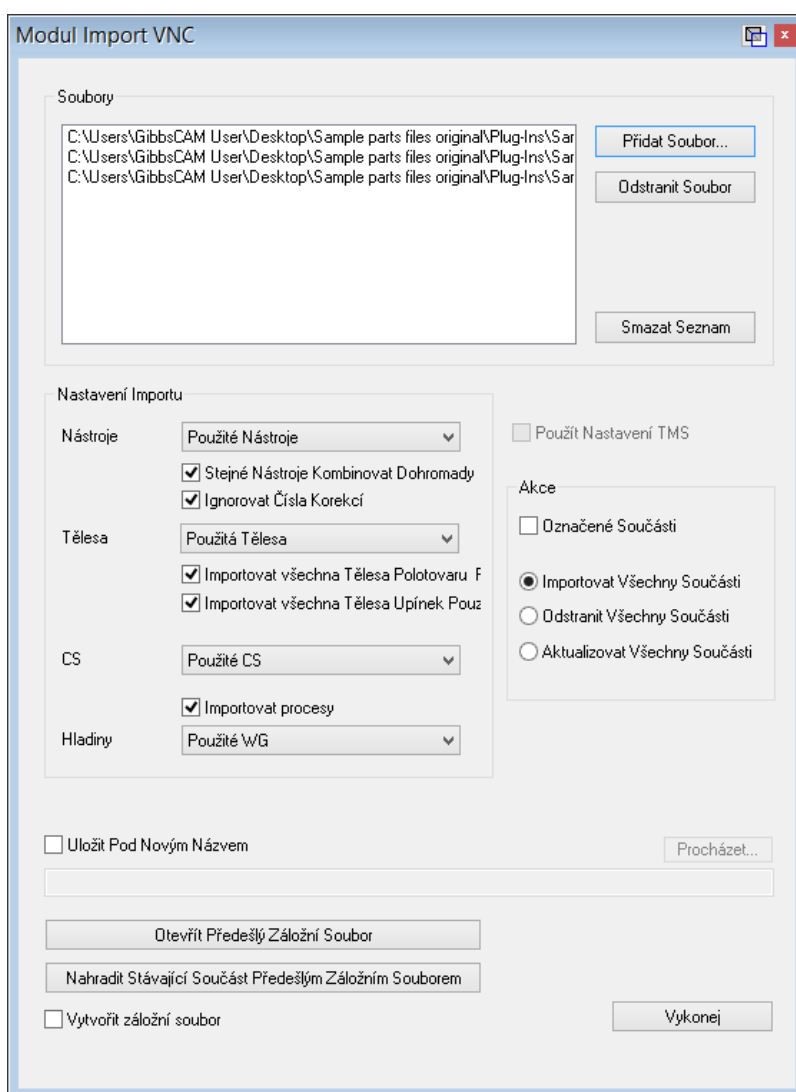 Modul Import VNC
Soubory
C:\Users\GibbsCAM User\Desktop\Sample parts files original\Plug-Ins\Sar
C:\Users\GibbsCAM User\Desktop\Sample parts files original\Plug-Ins\Sar
C:\Users\GibbsCAM User\Desktop\Sample parts files original\Plug-Ins\Sar
Přidat Soubor...
Odstranit Soubor
Smazat Seznam
Nastavení Importu
Nástroje
Použité Nástroje
Stejné Nástroje Kombinovat Dohromady
Ignorovat Čísla Korekcí
Tělesa
Použitá Tělesa
Importovat všechna Tělesa Polotovaru
Importovat všechna Tělesa Upínek Pouz
CS
Použité CS
Importovat procesy
Hladiny
Použité WG
Použít Nastavení TMS
Akce
Označené Součásti
Importovat Všechny Součásti
Odstranit Všechny Součásti
Aktualizovat Všechny Součásti
Uložit Pod Novým Názvem
Procházet...
Otevřít Předešlý Záložní Soubor
Nahradit Stávající Součást Předešlým Záložním Souborem
Vytvořit záložní soubor
Vykonej